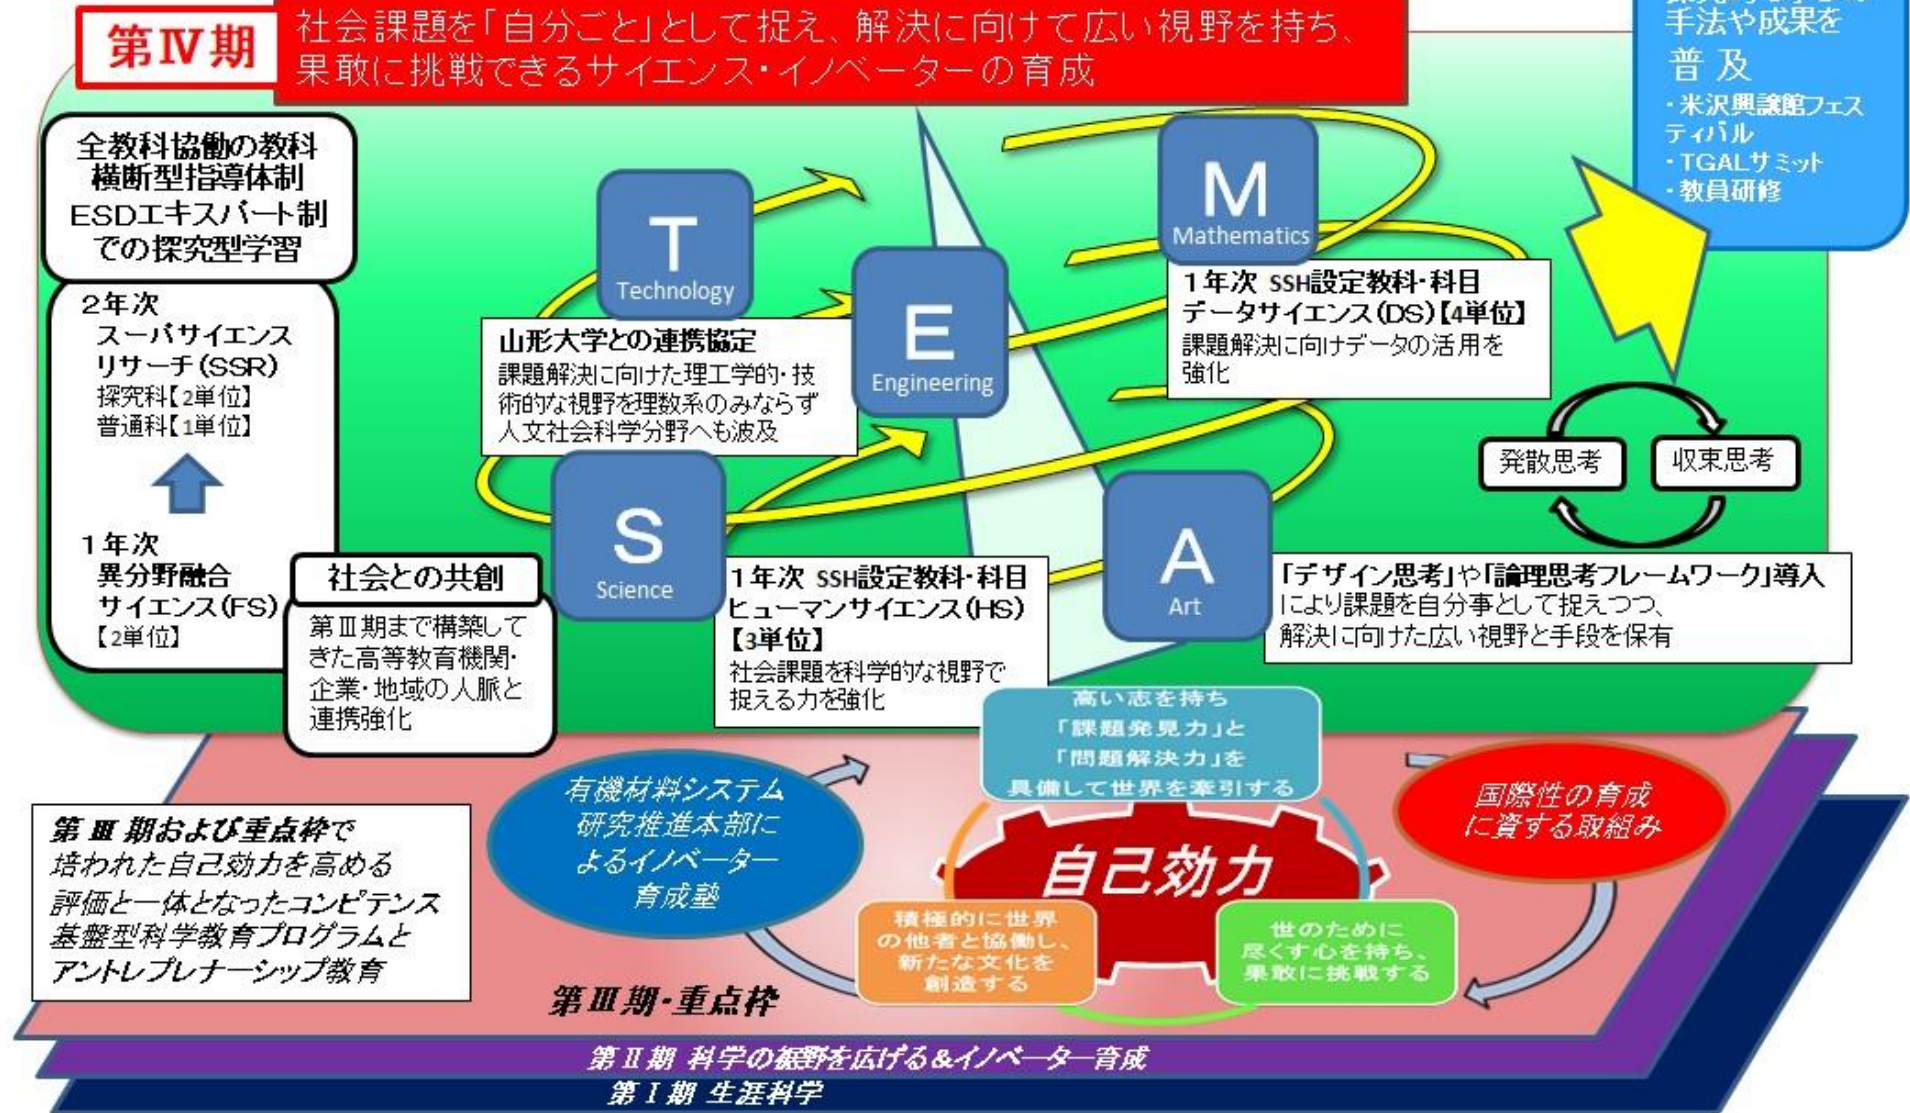 第Ⅳ期
社会課題を「自分ごと」として捉え、解決に向けて広い視野を持ち、
果敢に挑戦できるサイエンス・イノベーターの育成
手法や成果を
普及
・米沢興譲館フェス
ティバル
・TGALサミット
・教員研修
全教科協働の教科
横断型指導体制
ESDエキスパート制
での探究型学習
2年次
スーパサイエンス
リサーチ(SSR)
探究科【2単位】
普通科【1単位】
1年次
異分野融合
サイエンス(FS)
【2単位】
社会との共創
第Ⅲ期まで構築して
きた高等教育機関・
企業・地域の人脈と
連携強化
T
Technology
山形大学との連携協定
課題解決に向けた理工学的・技
術的な視野を理数系のみならず
人文社会科学分野へも波及
E
Engineering
M
Mathematics
1年次 SSH設定教科・科目
データサイエンス(DS)【4単位】
課題解決に向けデータの活用を
強化
発散思考
収束思考
S
Science
1年次 SSH設定教科・科目
ヒューマンサイエンス(HS)
【3単位】
社会課題を科学的な視野で
捉える力を強化
A
Art
「デザイン思考」や「論理思考フレームワーク」導入
により課題を自分事として捉えつつ、
解決に向けた広い視野と手段を保有
高い志を持ち
「課題発見力」と
「問題解決力」を
具備して世界を牽引する
有機材料システム
研究推進本部に
よるイノベーター
育成塾
国際性の育成
に資する取組み
自己効力
積極的に世界
の他者と協働し、
新たな文化を
創造する
世のために
尽くす心を持ち、
果敢に挑戦する
第Ⅲ期および重点枠で
培われた自己効力を高める
評価と一体となったコンピテンス
基盤型科学教育プログラムと
アントレプレナーシップ教育
第Ⅲ期・重点枠
第Ⅱ期 科学の裾野を広げる&イノベーター育成
第Ⅰ期 生涯科学